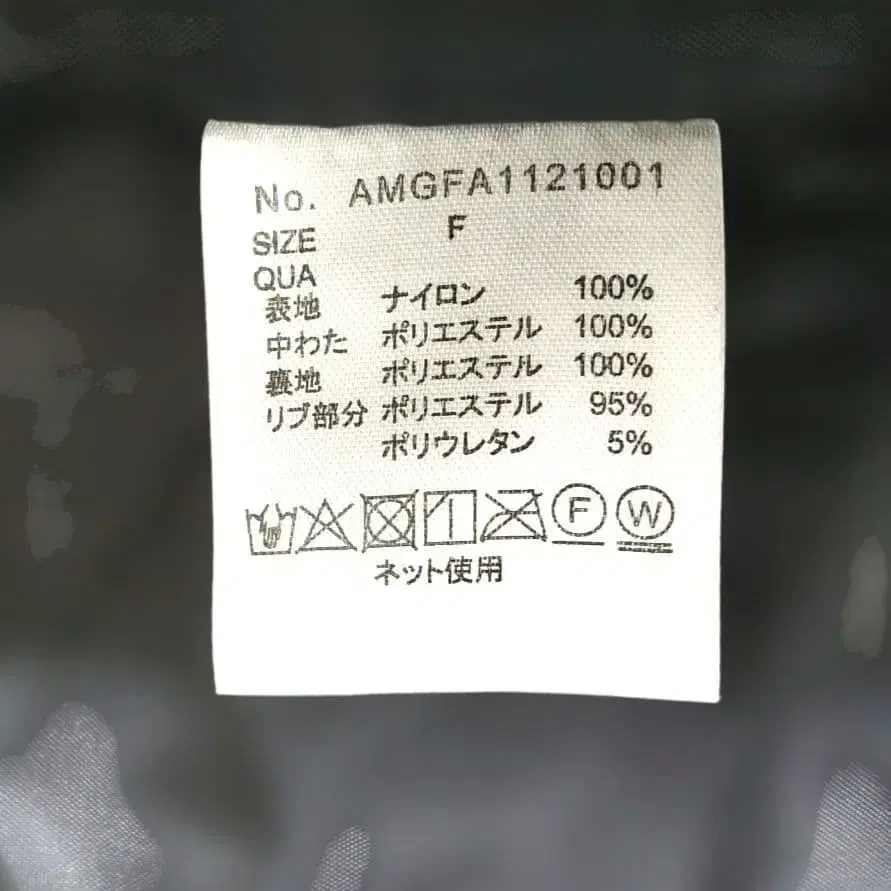 No. AMGFA1121001
SIZE F
QUA
表地 ナイロン 100%
中わた ポリエステル 100%
裏地 ポリエステル 100%
リブ部分 ポリエステル 95%
ポリウレタン 5%
F W
ネット使用